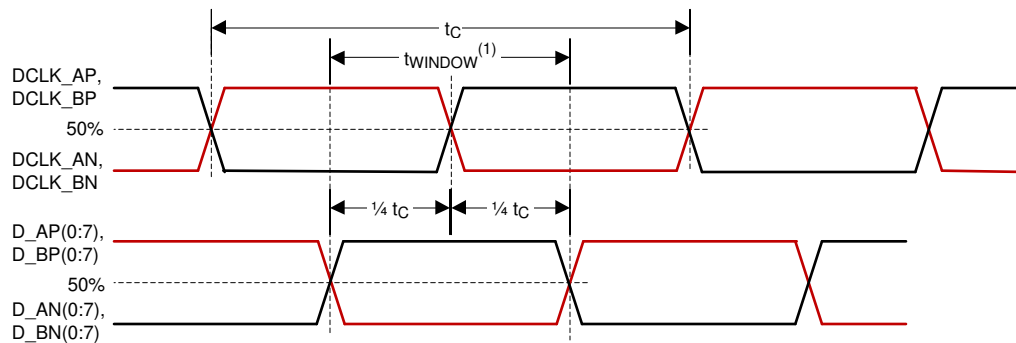 tC
tWINDOW(1)
DCLK_AP,
DCLK_BP
50%
DCLK_AN,
DCLK_BN
¼ tC ¼ tC
D_AP(0:7),
D_BP(0:7)
50%
D_AN(0:7),
D_BN(0:7)